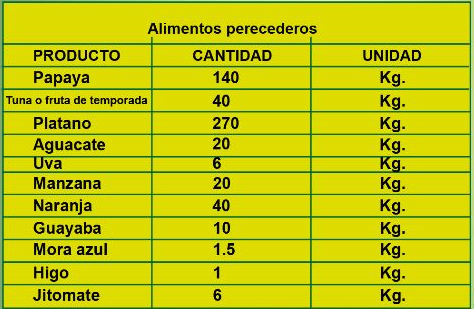 Alimentos perecederos
PRODUCTO CANTIDAD UNIDAD
Papaya 140 Kg.
Tuna o fruta de temporada 40 Kg.
Platano 270 Kg.
Aguacate 20 Kg.
Uva 6 Kg.
Manzana 20 Kg.
Naranja 40 Kg.
Guayaba 10 Kg.
Mora azul 1.5 Kg.
Higo 1 Kg.
Jitomate 6 Kg.